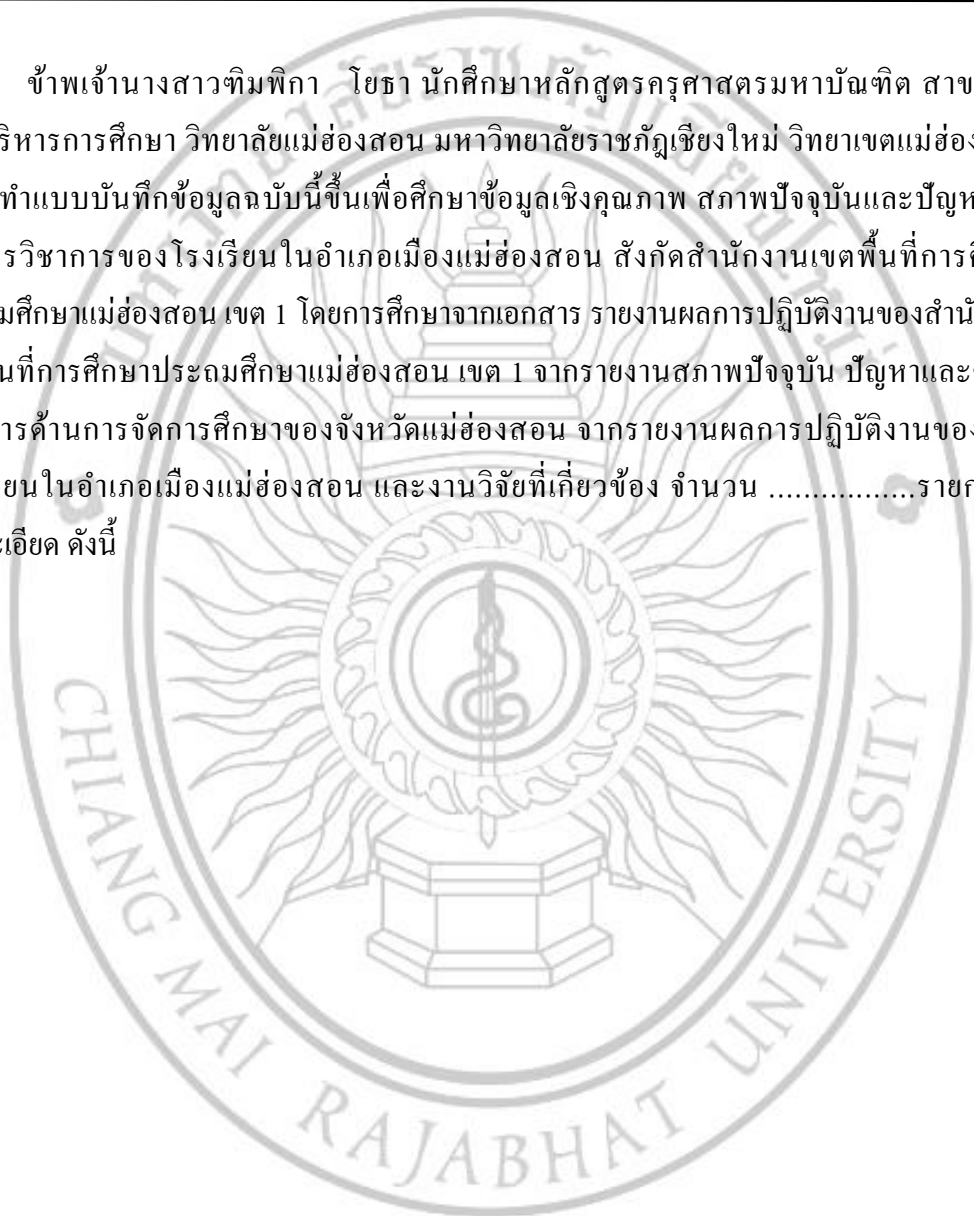 ข้าพเจ้านางสาวฑิมพิกา โยธา นักศึกษาหลักสูตรครุศาสตรมหาบัณฑิต สาข
ริหารการศึกษา วิทยาลัยแม่ฮ่องสอน มหาวิทยาลัยราชภัฏเชียงใหม่ วิทยาเขตแม่ฮ่อง
ทำแบบบันทึกข้อมูลฉบับนี้ขึ้นเพื่อศึกษาข้อมูลเชิงคุณภาพ สภาพปัจจุบันและปัญห
รวิชาการของโรงเรียนในอำเภอเมืองแม่ฮ่องสอน สังกัดสำนักงานเขตพื้นที่การศึ
มศึกษาแม่ฮ่องสอน เขต 1 โดยการศึกษาจากเอกสาร รายงานผลการปฏิบัติงานของสำนั
นที่การศึกษาประถมศึกษาแม่ฮ่องสอน เขต 1 จากรายงานสภาพปัจจุบัน ปัญหาและ
การด้านการจัดการศึกษาของจังหวัดแม่ฮ่องสอน จากรายงานผลการปฏิบัติงานของ
ยนในอำเภอเมืองแม่ฮ่องสอน และงานวิจัยที่เกี่ยวข้อง จำนวน .................รายก
ะเอียด ดังนี้
CHIANG MAI RAJABHAT UNIVERSITY